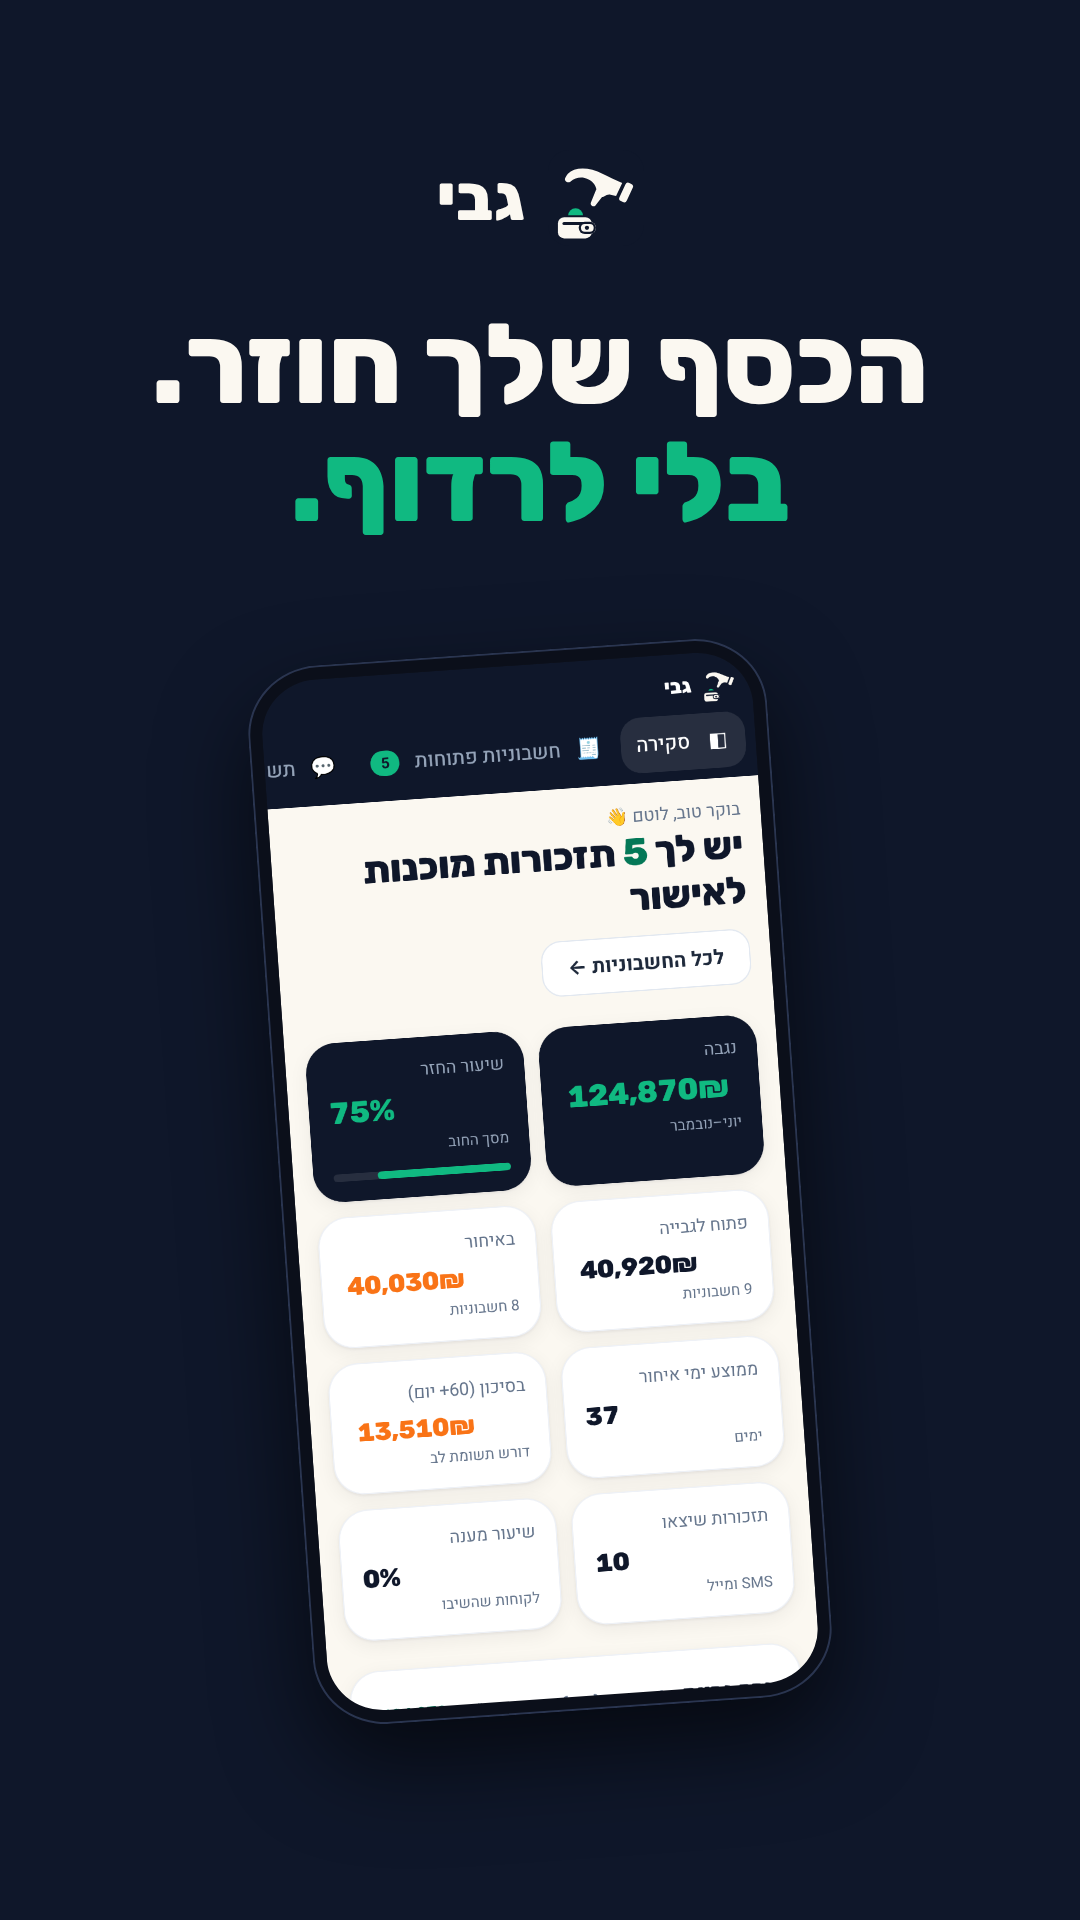 גבי
הכסף שלך חוזר.
בלי לרדוף.
גבי
סקירה
חשבוניות פתוחות 5
תש
בוקר טוב, לוטם 👋
יש לך 5 תזכורות מוכנות
לאישור
לכל החשבוניות ←
נגבה
₪124,870
יוני–נובמבר
שיעור החזר
75%
מסך החוב
פתוח לגבייה
₪40,920
9 חשבוניות
באיחור
₪40,030
8 חשבוניות
ממוצע ימי איחור
37
ימים
בסיכון (60+ יום)
₪13,510
דורש תשומת לב
תזכורות שיצאו
10
SMS ומייל
שיעור מענה
0%
לקוחות שהשיבו